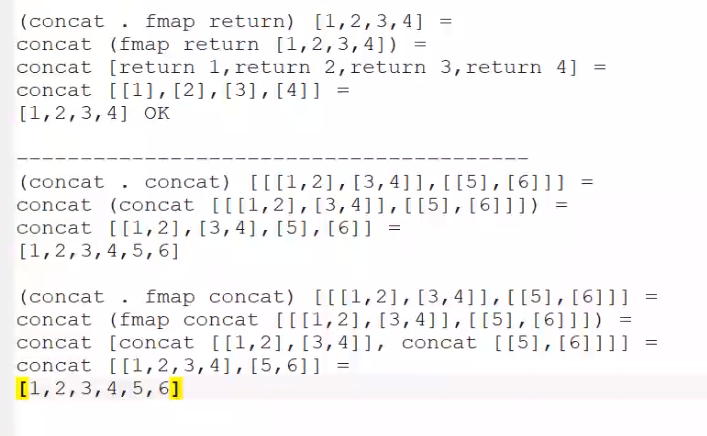 (concat . fmap return) [1,2,3,4] =
concat (fmap return [1,2,3,4]) =
concat [return 1,return 2,return 3,return 4] =
concat [[1],[2],[3],[4]] =
[1,2,3,4] OK
----------------------------------------
(concat . concat) [[[1,2],[3,4]],[[5],[6]]] =
concat (concat [[[1,2],[3,4]],[[5],[6]]]) =
concat [[1,2],[3,4],[5],[6]] =
[1,2,3,4,5,6]
(concat . fmap concat) [[[1,2],[3,4]],[[5],[6]]] =
concat (fmap concat [[[1,2],[3,4]],[[5],[6]]]) =
concat [concat [[1,2],[3,4]], concat [[5],[6]]]] =
concat [[1,2,3,4],[5,6]] =
[1,2,3,4,5,6]